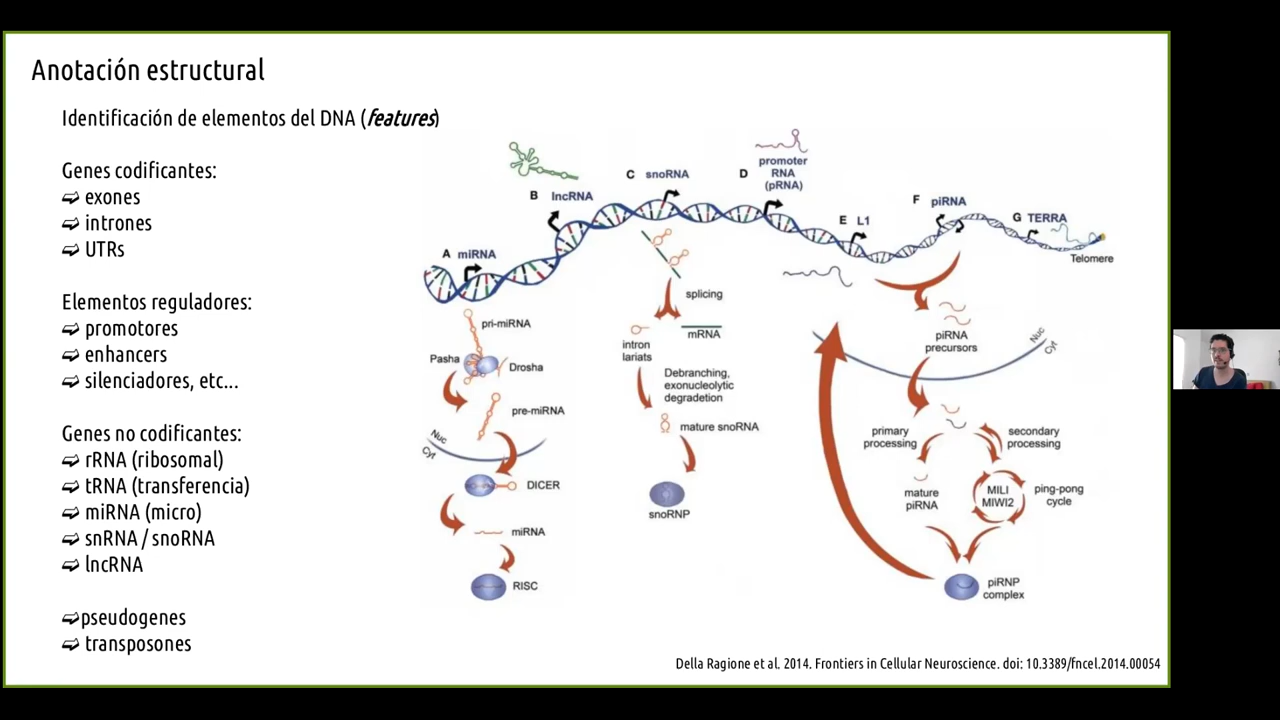 Anotación estructural
Identificación de elementos del DNA (features)
Genes codificantes:
➫ exones
➫ intrones
➫ UTRs
Elementos reguladores:
➫ promotores
➫ enhancers
➫ silenciadores, etc...
Genes no codificantes:
➫ rRNA (ribosomal)
➫ tRNA (transferencia)
➫ miRNA (micro)
➫ snRNA / snoRNA
➫ lncRNA
➫pseudogenes
➫ transposones
A miRNA
pri-miRNA
Pasha
Drosha
pre-miRNA
Nuc
Cyt
DICER
miRNA
RISC
B lncRNA
C snoRNA
splicing
intron
lariats
mRNA
Debranching,
exonucleolytic
degradation
mature snoRNA
snoRNP
D promoter
RNA
(pRNA)
E L1
F piRNA
G TERRA
Telomere
piRNA
precursors
Nuc
Cyt
primary
processing
secondary
processing
mature
piRNA
MILI
MIWI2
ping-pong
cycle
piRNP
complex
Della Ragione et al. 2014. Frontiers in Cellular Neuroscience. doi: 10.3389/fncel.2014.00054